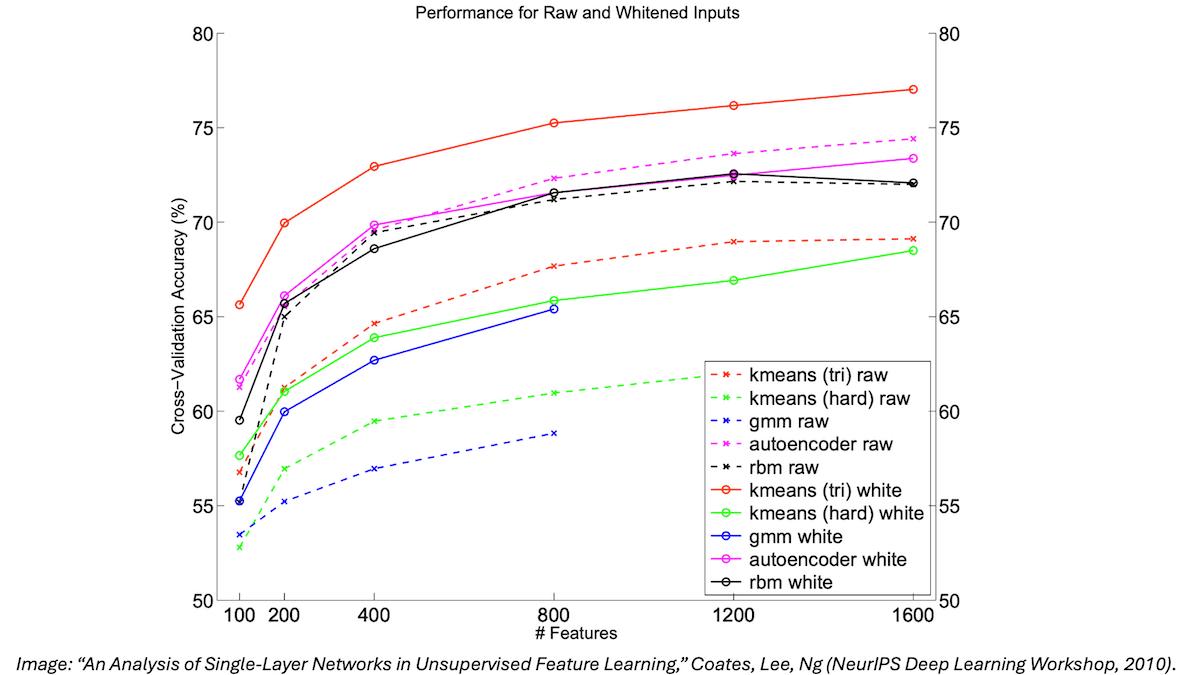 Performance for Raw and Whitened Inputs
80
75
70
65
60
55
50
Cross-Validation Accuracy (%)
80
75
70
65
60
55
50
kmeans (tri) raw
kmeans (hard) raw
gmm raw
autoencoder raw
rbm raw
kmeans (tri) white
kmeans (hard) white
gmm white
autoencoder white
rbm white
100 200 400 800 1200 1600
# Features
Image: “An Analysis of Single-Layer Networks in Unsupervised Feature Learning,” Coates, Lee, Ng (NeurIPS Deep Learning Workshop, 2010).